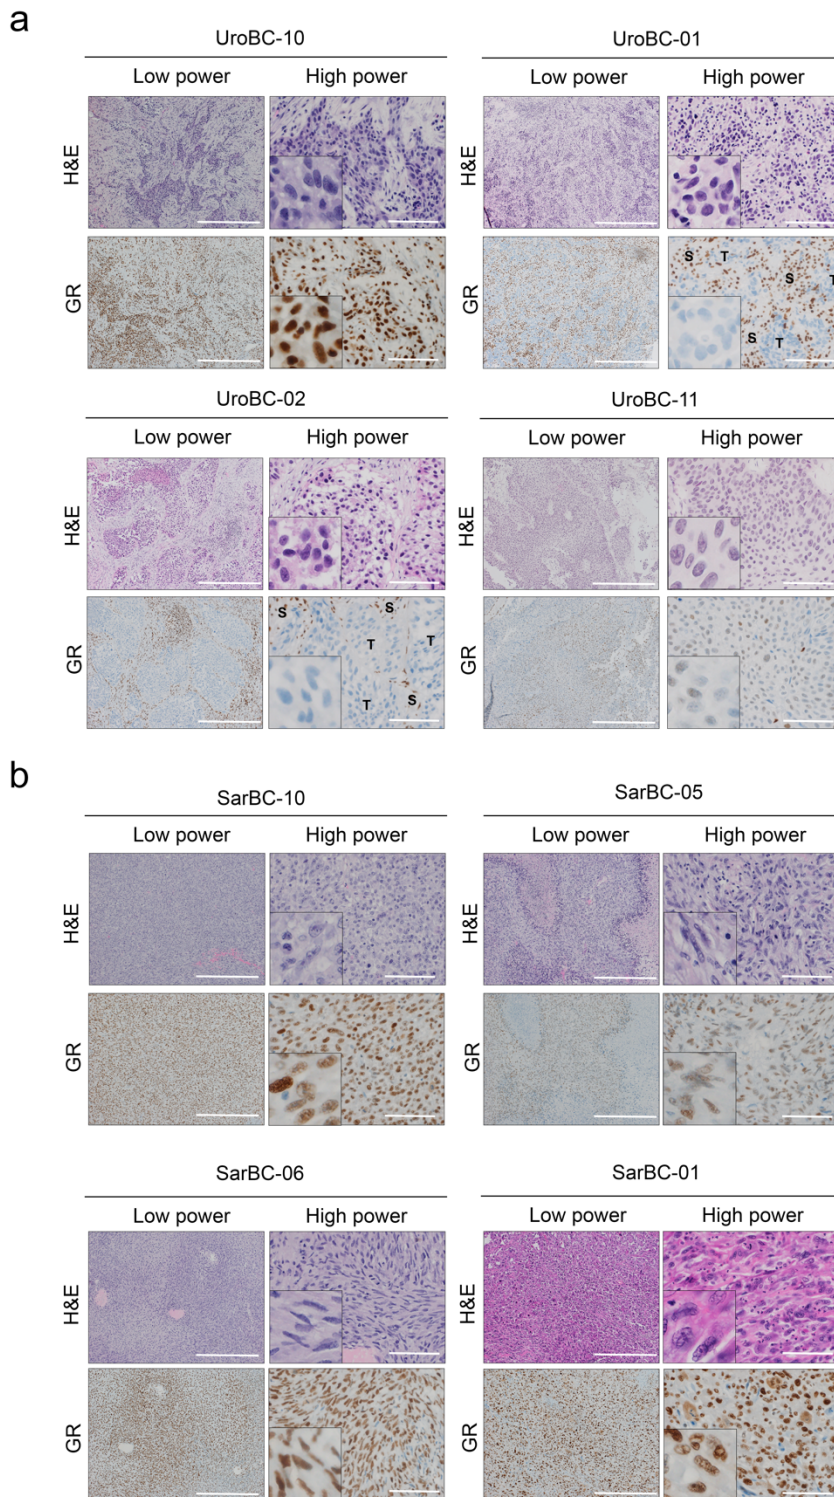 a
UroBC-10
UroBC-01
Low power
High power
Low power
High power
H&E
H&E
GR
GR
S
T
S
T
S
T
UroBC-02
UroBC-11
Low power
High power
Low power
High power
H&E
H&E
GR
GR
S
S
T
T
T
S
b
SarBC-10
SarBC-05
Low power
High power
Low power
High power
H&E
H&E
GR
GR
SarBC-06
SarBC-01
Low power
High power
Low power
High power
H&E
H&E
GR
GR